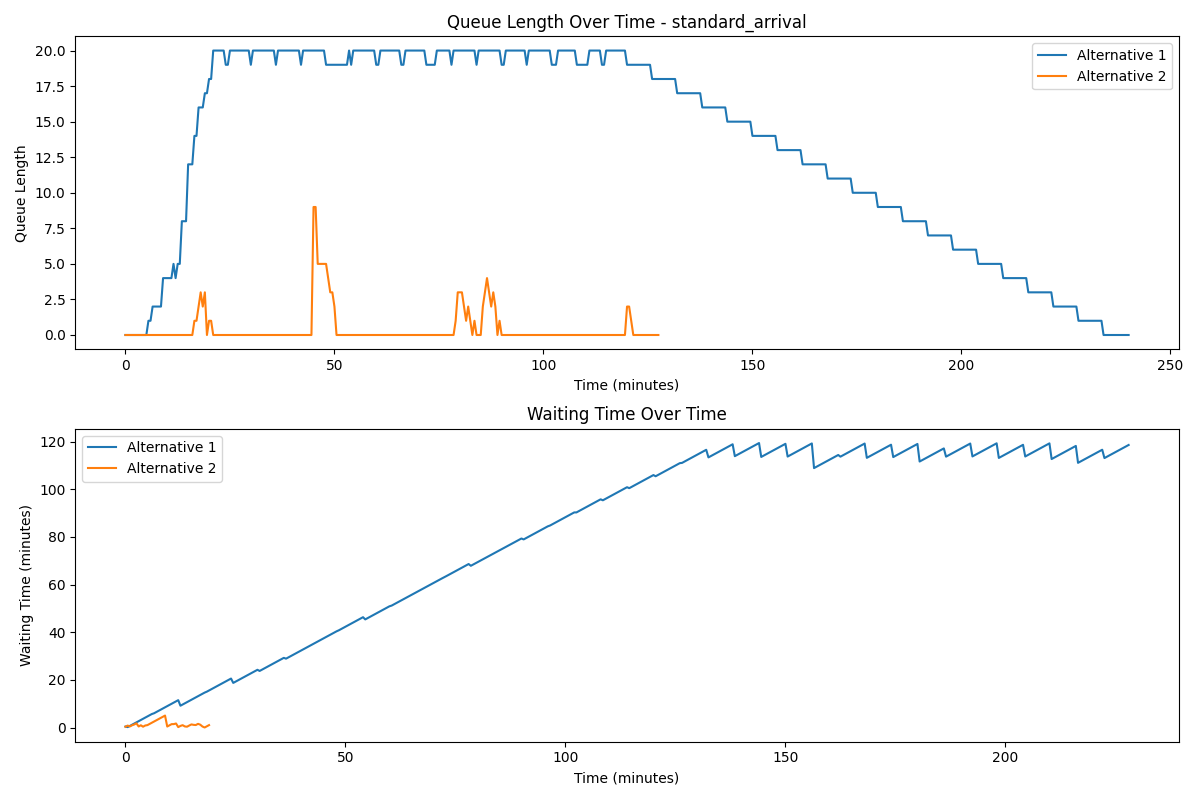 Queue Length Over Time - standard_arrival
Queue Length
20.0
17.5
15.0
12.5
10.0
7.5
5.0
2.5
0.0
Alternative 1
Alternative 2
0 50 100 150 200 250
Time (minutes)
Waiting Time Over Time
Waiting Time (minutes)
120
100
80
60
40
20
0
Alternative 1
Alternative 2
0 50 100 150 200
Time (minutes)